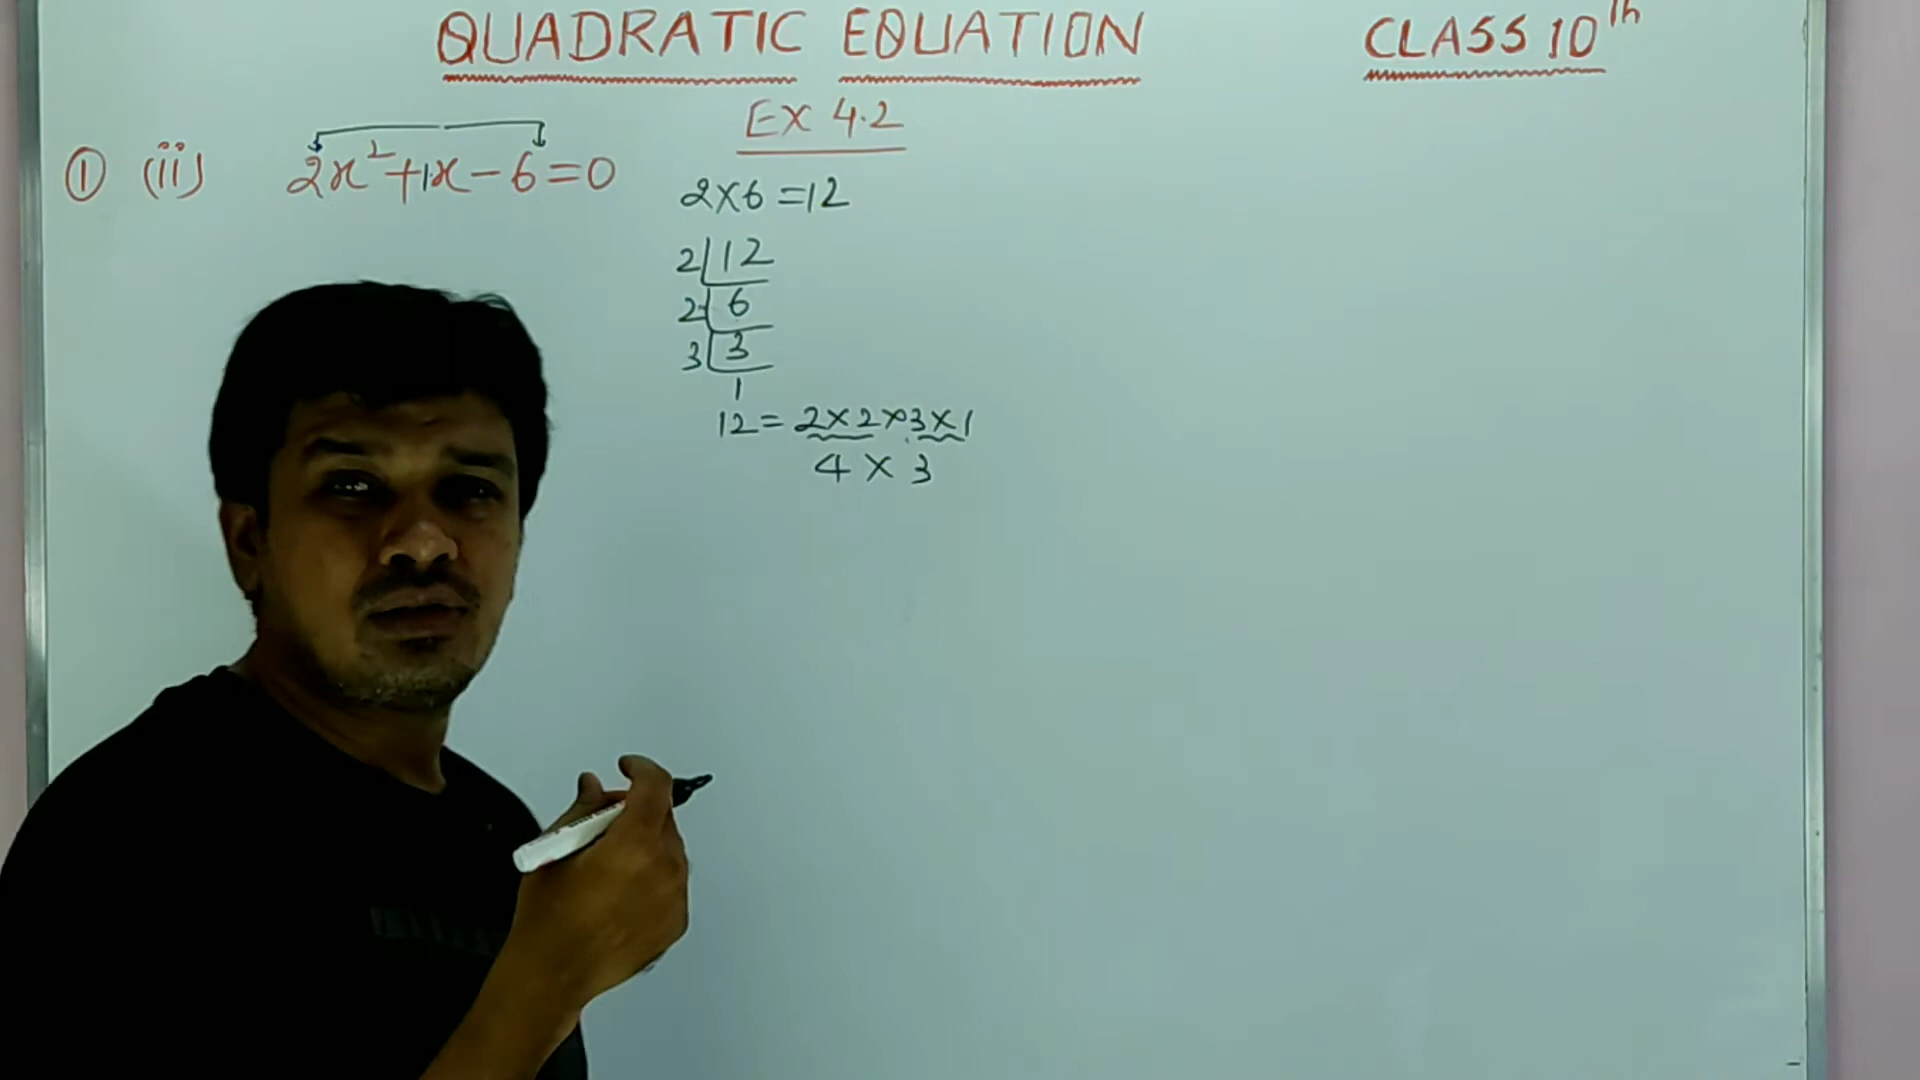 QUADRATIC EQUATION
CLASS 10th
EX 4.2
① (ii) 2x²+1x-6=0
2×6=12
2|12
2|6
3|3
1
12=2×2×3×1
4×3